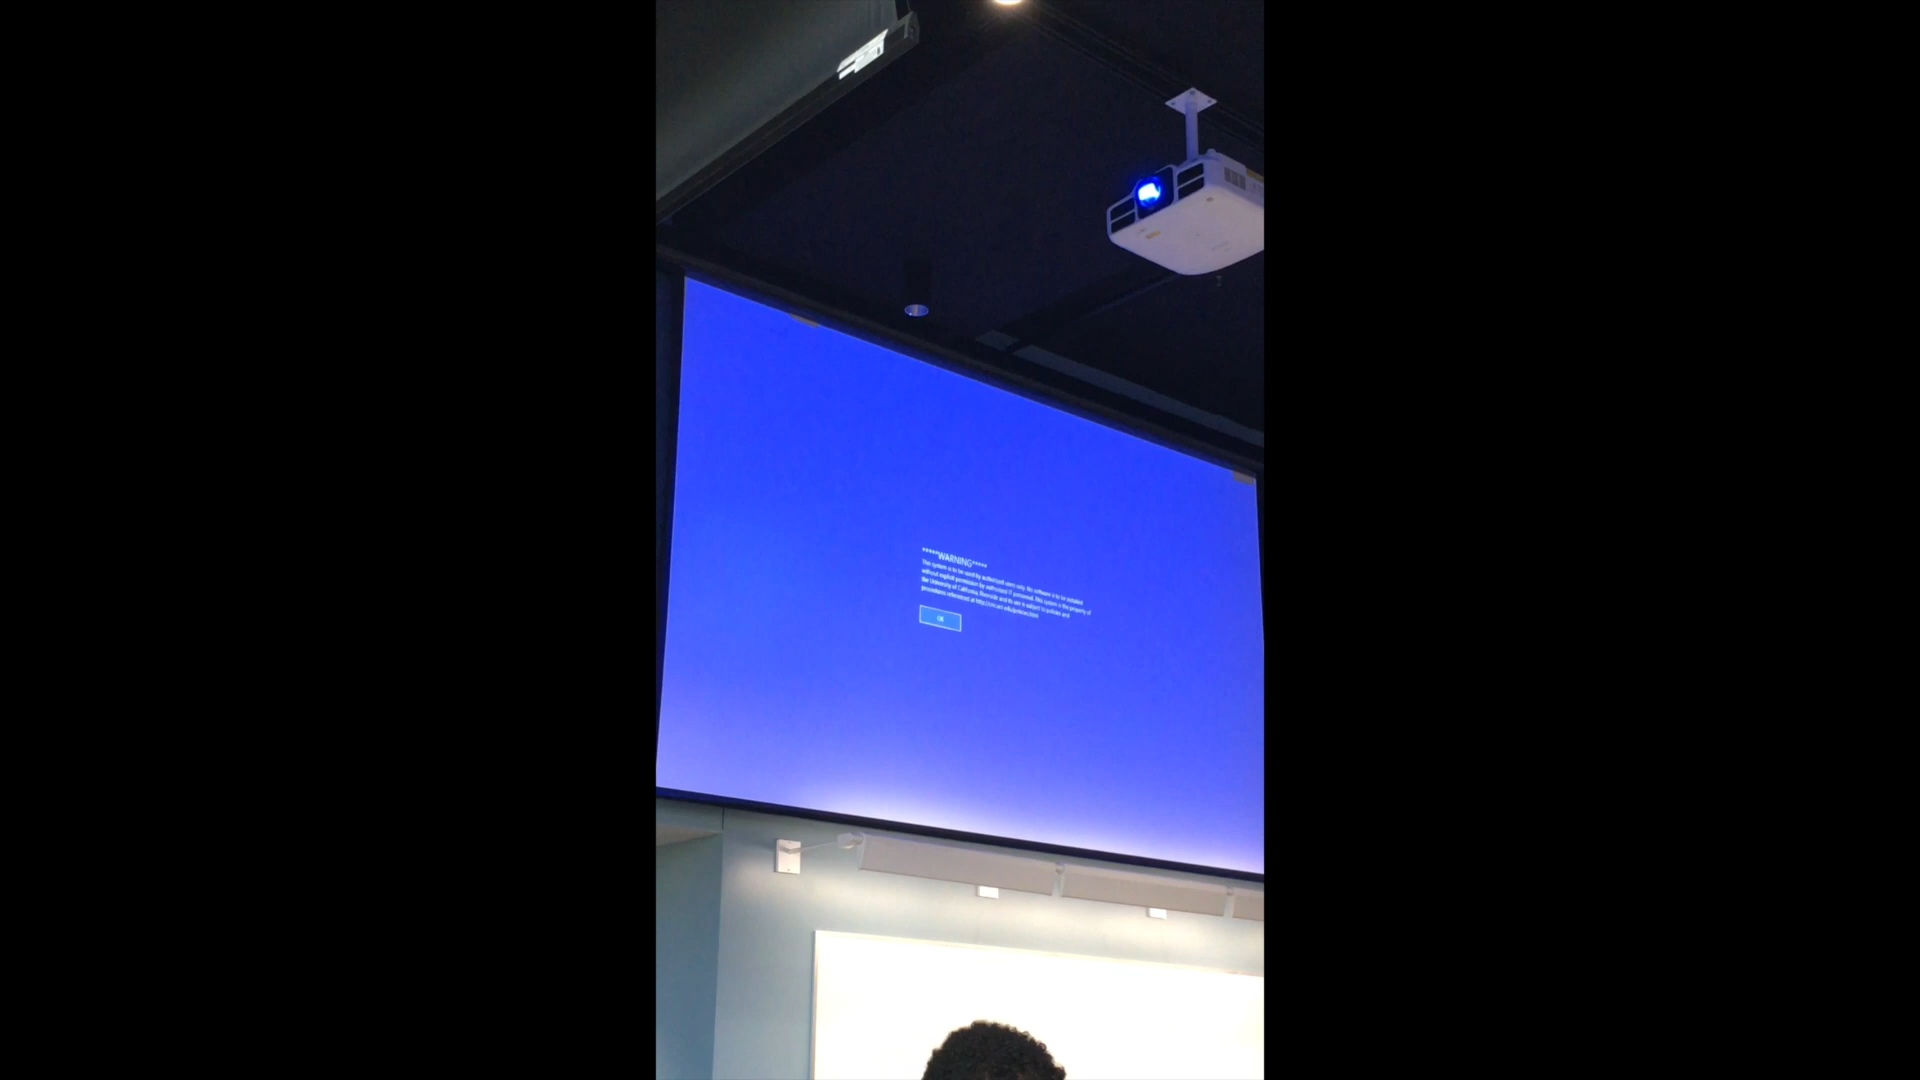 *****WARNING*****
This system is to be used by authorized users only. No software is to be installed
without explicit permission by authorized IT personnel. This system is the property of
the University of California, Riverside and its use is subject to policies and
procedures referenced at
OK